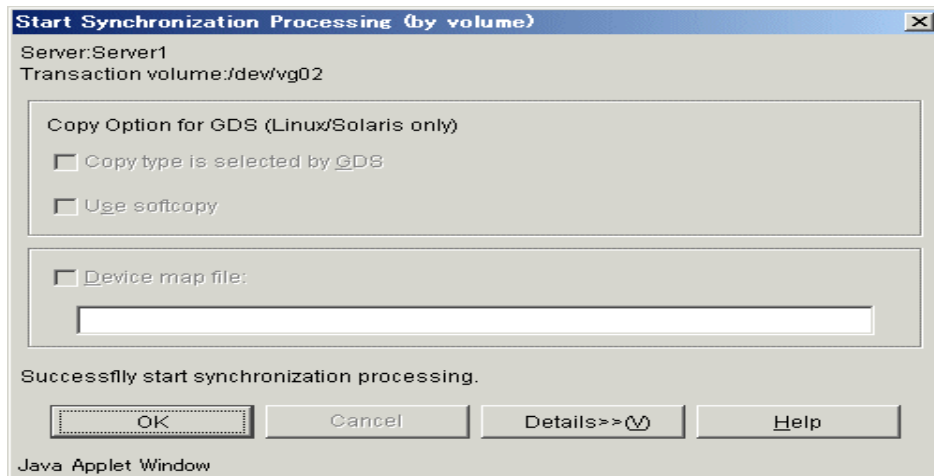 Start Synchronization Processing (by volume)
Server:Server1
Transaction volume:/dev/vg02
Copy Option for GDS (Linux/Solaris only)
Copy type is selected by GDS
Use softcopy
Device map file:
Successflly start synchronization processing.
OK Cancel Details>>(V) Help
Java Applet Window